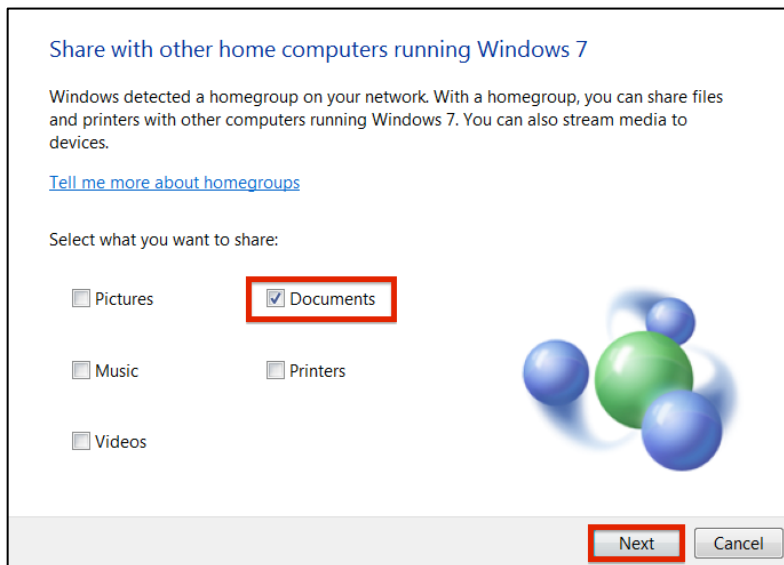 Share with other home computers running Windows 7
Windows detected a homegroup on your network. With a homegroup, you can share files
and printers with other computers running Windows 7. You can also stream media to
devices.
Tell me more about homegroups
Select what you want to share:
Pictures
Documents
Music
Printers
Videos
Next
Cancel